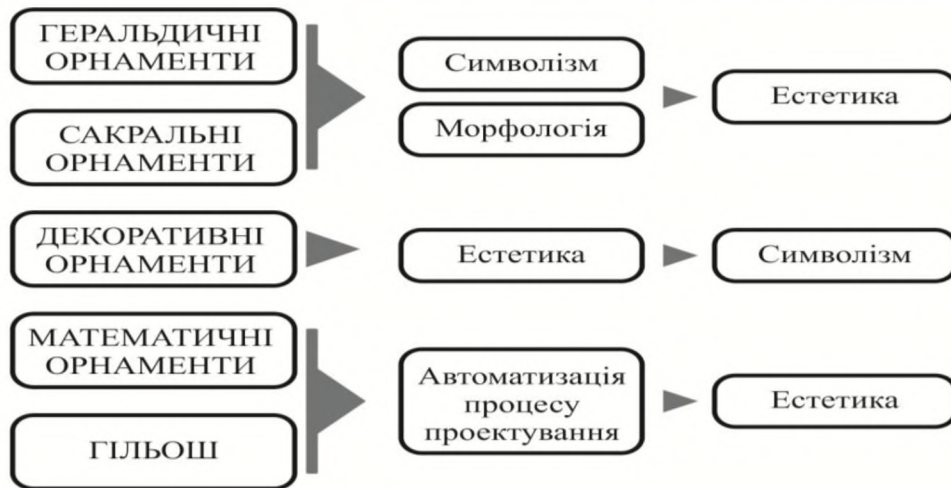 ГЕРАЛЬДИЧНІ
ОРНАМЕНТИ
САКРАЛЬНІ
ОРНАМЕНТИ
Символізм
Морфологія
Естетика
ДЕКОРАТИВНІ
ОРНАМЕНТИ
Естетика
Символізм
МАТЕМАТИЧНІ
ОРНАМЕНТИ
ГІЛЬОШ
Автоматизація
процесу
проектування
Естетика